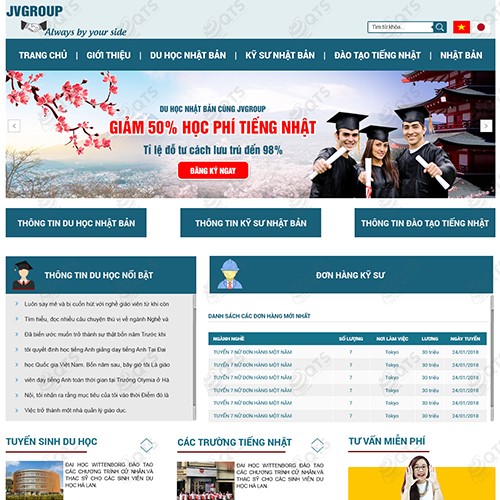 JVGROUP
Always by your side
Tìm từ khóa...
TRANG CHỦ | GIỚI THIỆU | DU HỌC NHẬT BẢN | KỸ SƯ NHẬT BẢN | ĐÀO TẠO TIẾNG NHẬT | NHẬT BẢN
DU HỌC NHẬT BẢN CÙNG JVGROUP
GIẢM 50% HỌC PHÍ TIẾNG NHẬT
Tỉ lệ đỗ tư cách lưu trú đến 98%
ĐĂNG KÝ NGAY
THÔNG TIN DU HỌC NHẬT BẢN
THÔNG TIN KỸ SƯ NHẬT BẢN
THÔNG TIN ĐÀO TẠO TIẾNG NHẬT
THÔNG TIN DU HỌC NỔI BẬT
Luôn say mê và bị cuốn hút với nghề giáo viên từ khi còn
Tìm hiểu, đọc nhiều câu chuyện thú vị về ngành Nghề và
Đã biến ước muốn trở thành sự thật bốn năm Trước khi
tôi quyết định học tiếng Anh giảng dạy tiếng Anh Tại Đại
học Quốc gia Việt Nam. Bốn năm sau, bây giờ tôi Là giáo
viên dạy tiếng Anh toàn thời gian tại Trường Olympia ở Hà
Nội, tôi nhận ra rằng mục tiêu của tôi vào thời Điểm đó là
Việc trở thành một nhà quản lý giáo dục.
ĐƠN HÀNG KỸ SƯ
DANH SÁCH CÁC ĐƠN HÀNG MỚI NHẤT
NGÀNH NGHỀ SỐ LƯỢNG NƠI LÀM VIỆC LƯƠNG NGÀY TUYỂN
TUYỂN 7 NỮ ĐƠN HÀNG MỘT NĂM 7 Tokyo 30 triệu 24/01/2018
TUYỂN 7 NỮ ĐƠN HÀNG MỘT NĂM 7 Tokyo 30 triệu 24/01/2018
TUYỂN 7 NỮ ĐƠN HÀNG MỘT NĂM 7 Tokyo 30 triệu 24/01/2018
TUYỂN 7 NỮ ĐƠN HÀNG MỘT NĂM 7 Tokyo 30 triệu 24/01/2018
TUYỂN 7 NỮ ĐƠN HÀNG MỘT NĂM 7 Tokyo 30 triệu 24/01/2018
TUYỂN 7 NỮ ĐƠN HÀNG MỘT NĂM 7 Tokyo 30 triệu 24/01/2018
TUYỂN SINH DU HỌC
ĐẠI HỌC WITTENBORG ĐÀO TẠO
CÁC CHƯƠNG TRÌNH CỬ NHÂN VÀ
THẠC SỸ CHO CÁC SINH VIÊN DU
HỌC HÀ LAN.
CÁC TRƯỜNG TIẾNG NHẬT
ĐẠI HỌC WITTENBORG ĐÀO TẠO
CÁC CHƯƠNG TRÌNH CỬ NHÂN VÀ
THẠC SỸ CHO CÁC SINH VIÊN DU
HỌC HÀ LAN.
TƯ VẤN MIỄN PHÍ